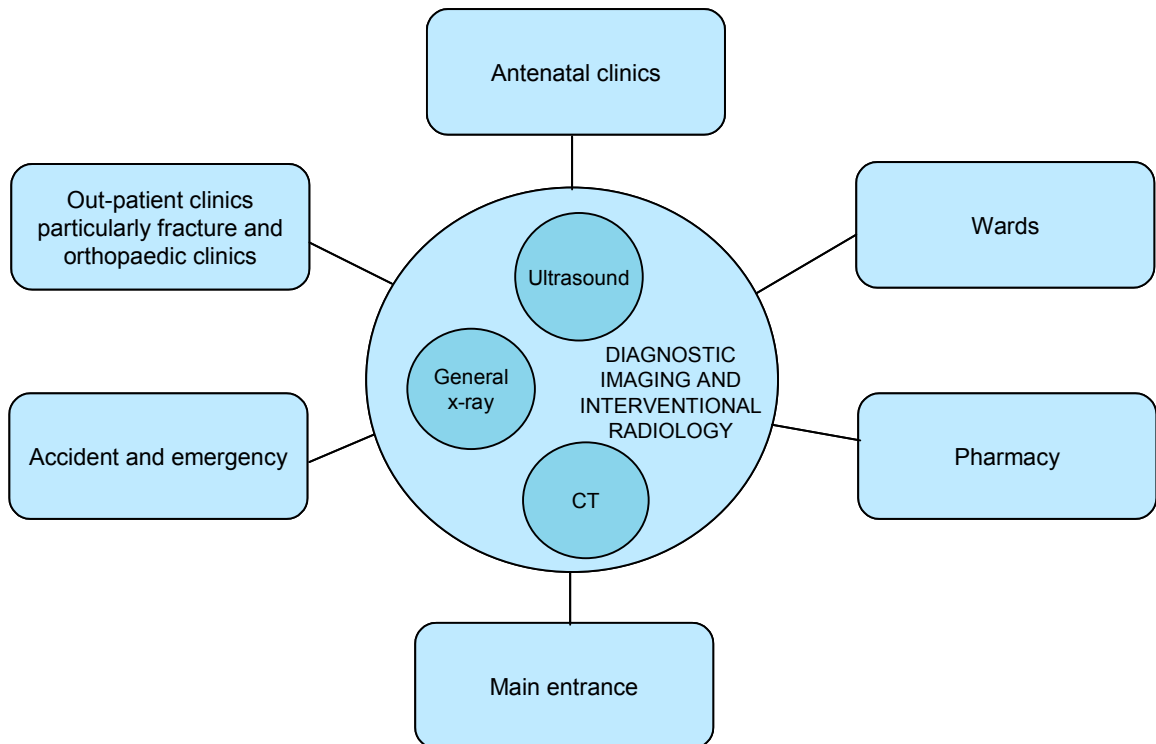 Antenatal clinics
Out-patient clinics
particularly fracture and
orthopaedic clinics
Wards
Ultrasound
General
x-ray
DIAGNOSTIC
IMAGING AND
INTERVENTIONAL
RADIOLOGY
Accident and emergency
Pharmacy
CT
Main entrance